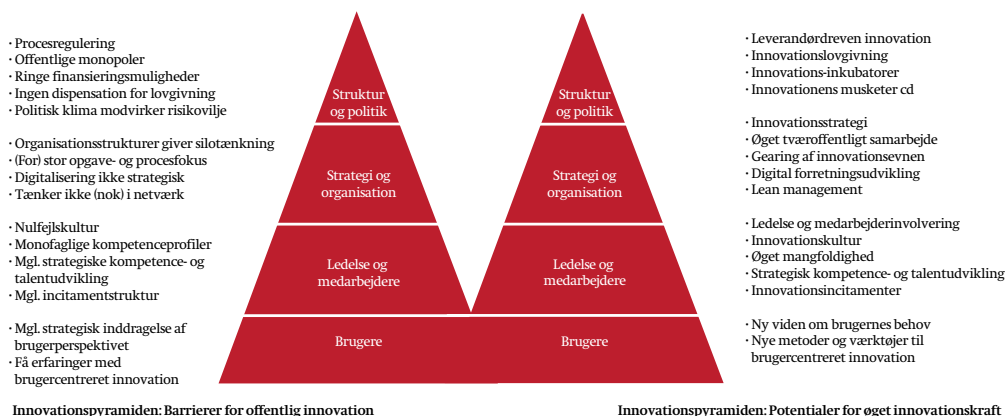 · Procesregulering
· Offentlige monopoler
· Ringe finansieringsmuligheder
· Ingen dispensation for lovgivning
· Politisk klima modvirker risikovilje
· Organisationsstrukturer giver silotænkning
· (For) stor opgave- og procesfokus
· Digitalisering ikke strategisk
· Tænker ikke (nok) i netværk
· Nulfejlskultur
· Monofaglige kompetenceprofiler
· Mgl. strategiske kompetence- og
talentudvikling
· Mgl. incitamentstruktur
· Mgl. strategisk inddragelse af
brugerperspektivet
· Få erfaringer med
brugercentreret innovation
Struktur
og politik
Strategi og
organisation
Ledelse og
medarbejdere
Brugere
Struktur
og politik
Strategi og
organisation
Ledelse og
medarbejdere
Brugere
· Leverandørdreven innovation
· Innovationslovgivning
· Innovations-inkubatorer
· Innovationens musketer cd
· Innovationsstrategi
· Øget tværoffentligt samarbejde
· Gearing af innovationsevnen
· Digital forretningsudvikling
· Lean management
· Ledelse og medarbejderinvolvering
· Innovationskultur
· Øget mangfoldighed
· Strategisk kompetence- og talentudvikling
· Innovationsincitamenter
· Ny viden om brugernes behov
· Nye metoder og værktøjer til
brugercentreret innovation
Innovationspyramiden: Barrierer for offentlig innovation
Innovationspyramiden: Potentialer for øget innovationskraft